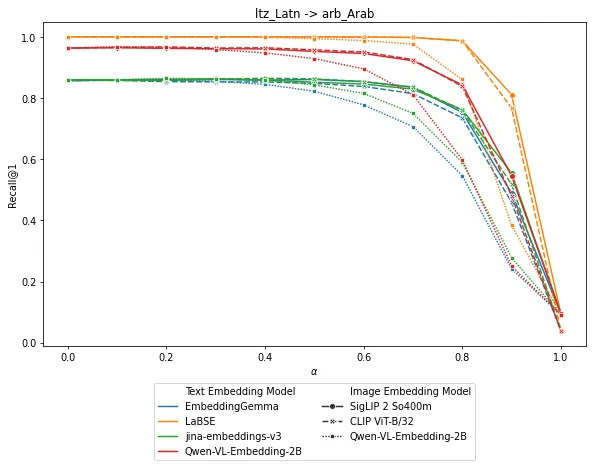 ltz_Latn -> arb_Arab
Recall@1
1.0
0.8
0.6
0.4
0.2
0.0
0.0 0.2 0.4 0.6 0.8 1.0
α
Text Embedding Model
EmbeddingGemma
LaBSE
jina-embeddings-v3
Qwen-VL-Embedding-2B
Image Embedding Model
SigLIP 2 So400m
CLIP ViT-B/32
Qwen-VL-Embedding-2B